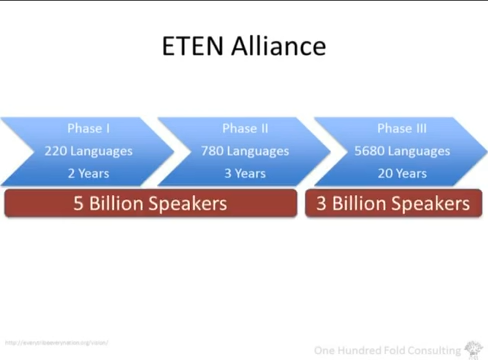 ETEN Alliance
Phase I
220 Languages
2 Years
Phase II
780 Languages
3 Years
Phase III
5680 Languages
20 Years
5 Billion Speakers
3 Billion Speakers
One Hundred Fold Consulting